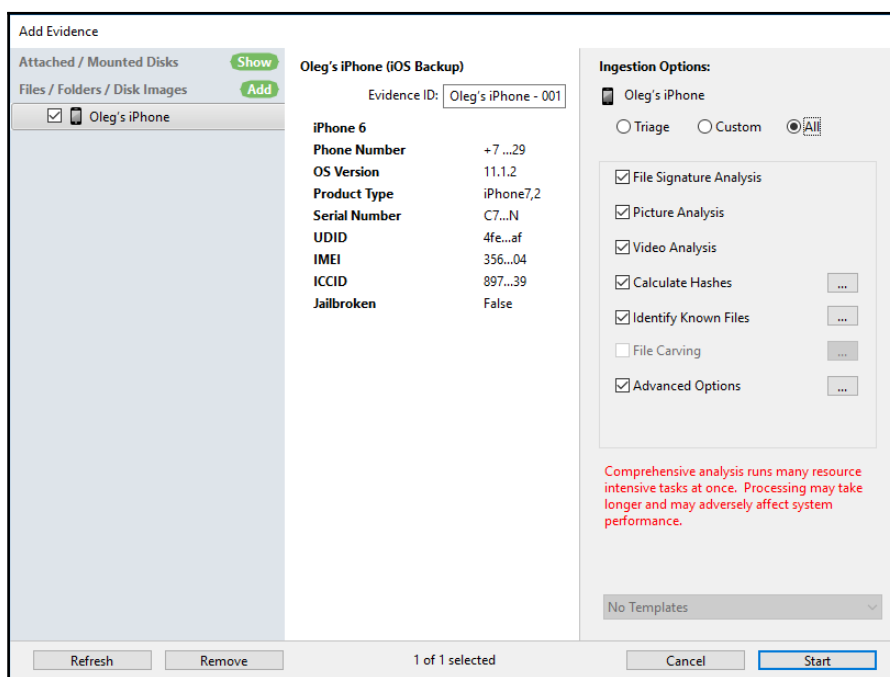 Add Evidence
Attached / Mounted Disks Show
Files / Folders / Disk Images Add
Oleg's iPhone
Oleg's iPhone (iOS Backup)
Evidence ID: Oleg's iPhone - 001
iPhone 6
Phone Number +7 ...29
OS Version 11.1.2
Product Type iPhone7,2
Serial Number C7...N
UDID 4fe...af
IMEI 356...04
ICCID 897...39
Jailbroken False
Ingestion Options:
Oleg's iPhone
Triage Custom All
File Signature Analysis
Picture Analysis
Video Analysis
Calculate Hashes ...
Identify Known Files ...
File Carving ...
Advanced Options ...
Comprehensive analysis runs many resource
intensive tasks at once. Processing may take
longer and may adversely affect system
performance.
No Templates
Refresh Remove 1 of 1 selected Cancel Start